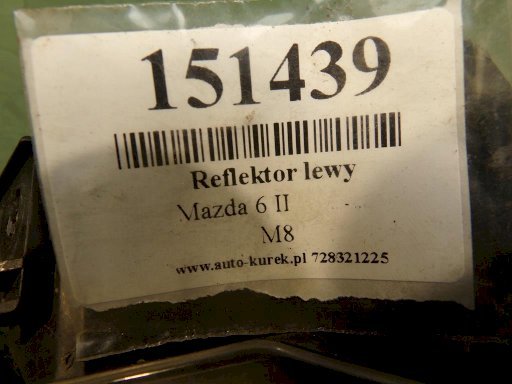 151439
Reflektor lewy
Mazda 6 II
M8
www.auto-kurek.pl 728321225